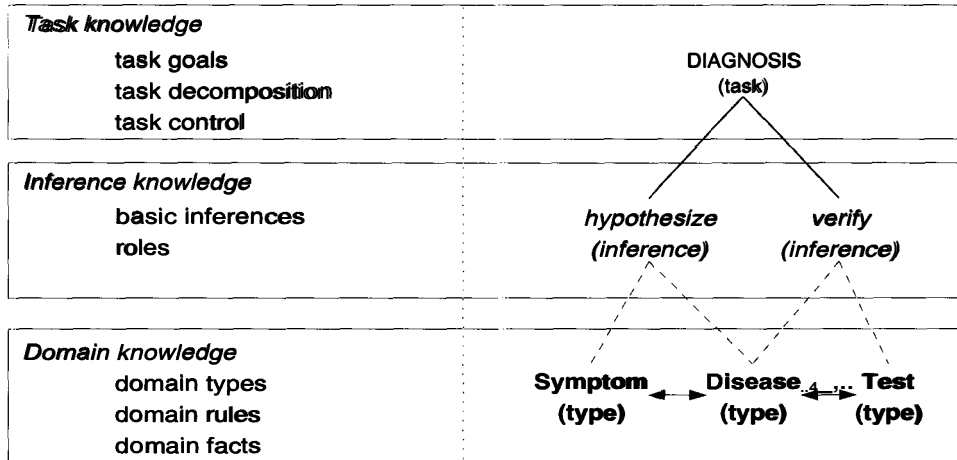 Task knowledge
task goals
task decomposition
task control
DIAGNOSIS
(task)
Inference knowledge
basic inferences
roles
hypothesize
(inference)
verify
(inference)
Domain knowledge
domain types
domain rules
domain facts
Symptom
(type)
Disease
(type)
Test
(type)